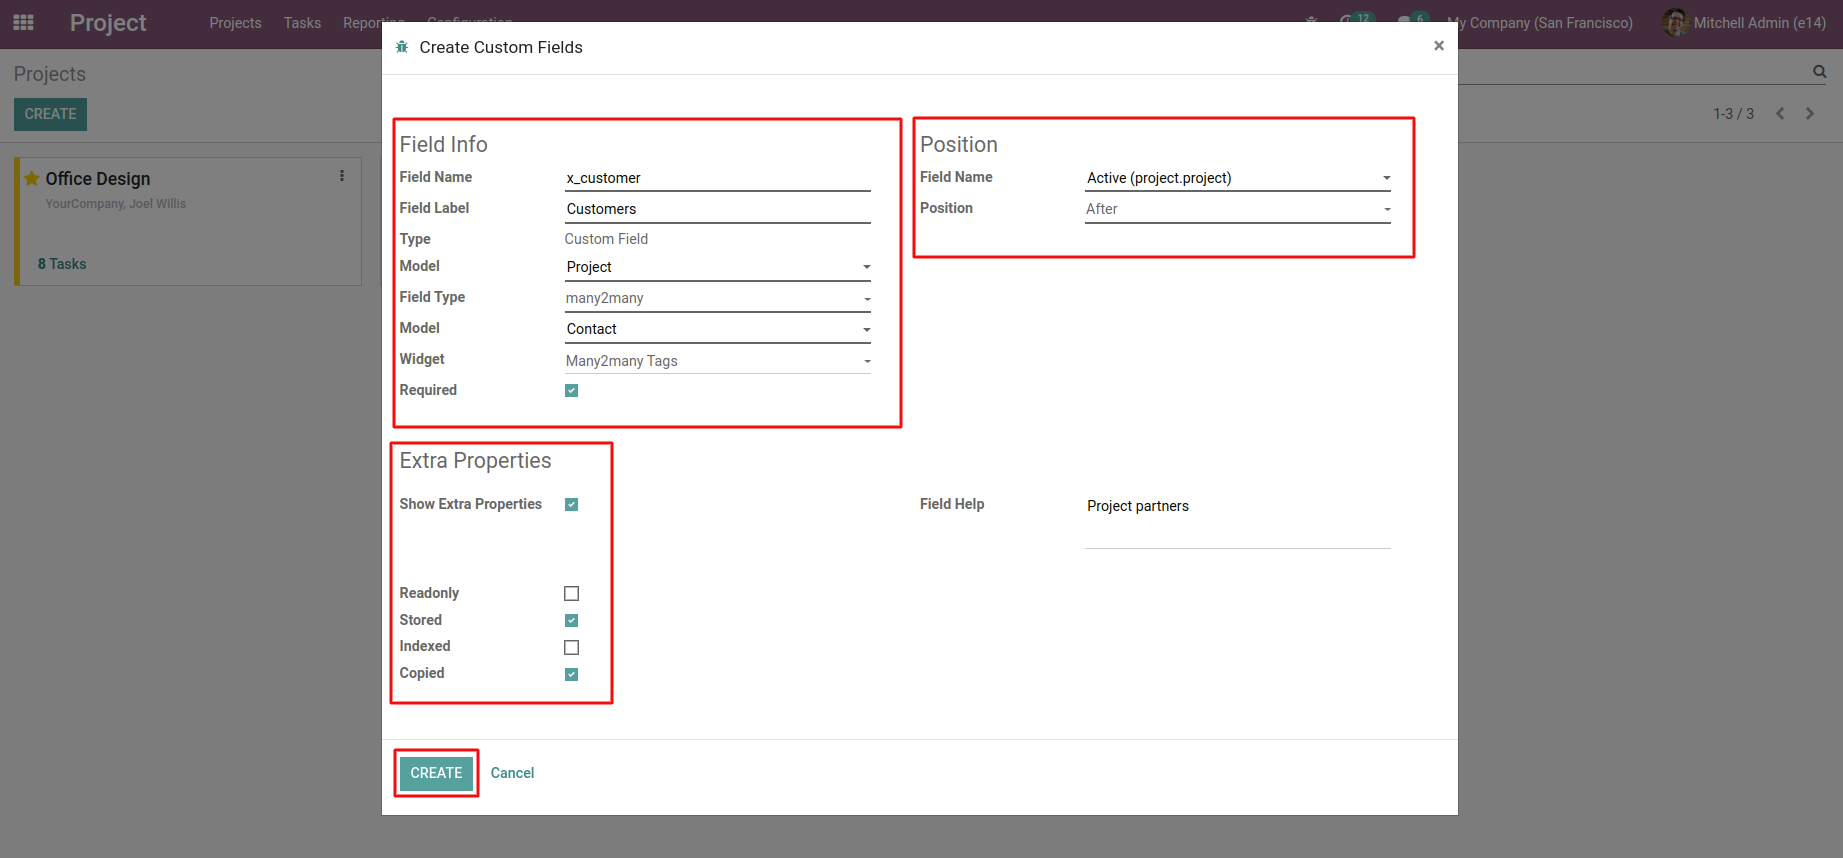 Project
Projects Tasks Reporting Configuration
12 6 My Company (San Francisco) Mitchell Admin (e14)
Projects
CREATE
1-3 / 3
Office Design
YourCompany, Joel Willis
8 Tasks
Create Custom Fields
×
Field Info
Field Name x_customer
Field Label Customers
Type Custom Field
Model Project
Field Type many2many
Model Contact
Widget Many2many Tags
Required
Position
Field Name Active (project.project)
Position After
Extra Properties
Show Extra Properties
Field Help Project partners
Readonly
Stored
Indexed
Copied
CREATE Cancel